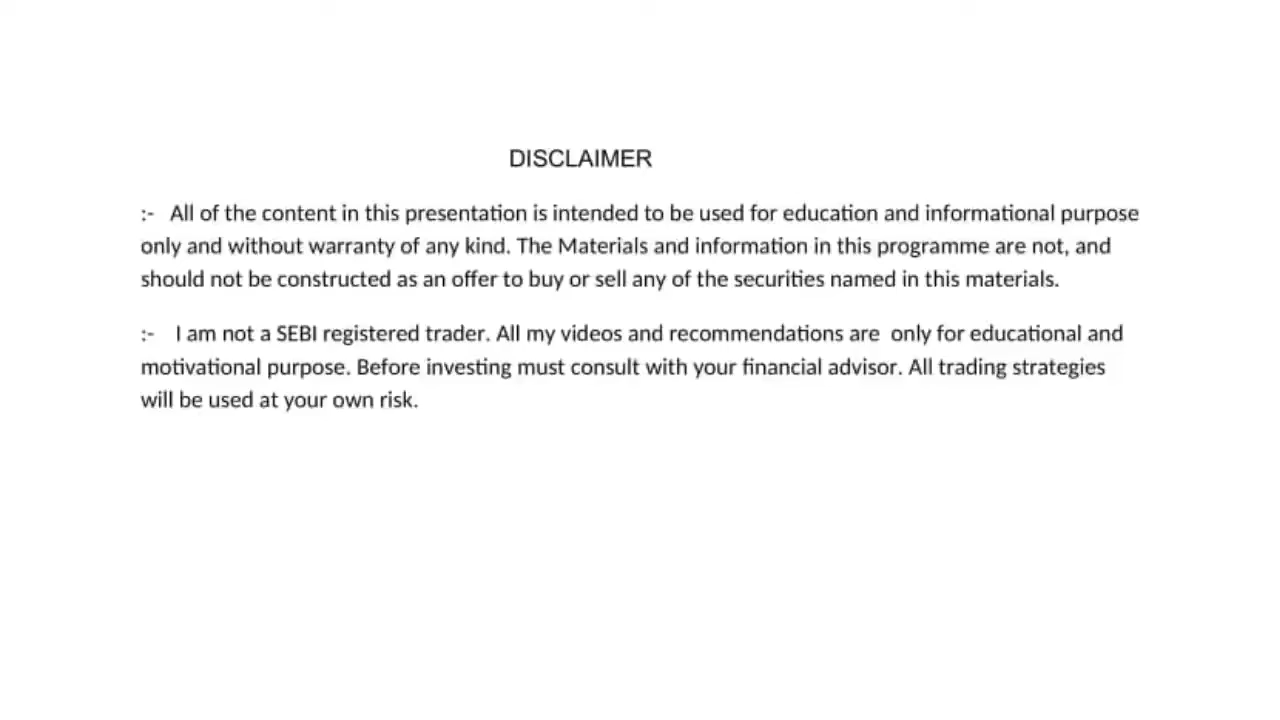 DISCLAIMER
:-   All of the content in this presentation is intended to be used for education and informational purpose
only and without warranty of any kind. The Materials and information in this programme are not, and
should not be constructed as an offer to buy or sell any of the securities named in this materials.
:-    I am not a SEBI registered trader. All my videos and recommendations are  only for educational and
motivational purpose. Before investing must consult with your financial advisor. All trading strategies
will be used at your own risk.